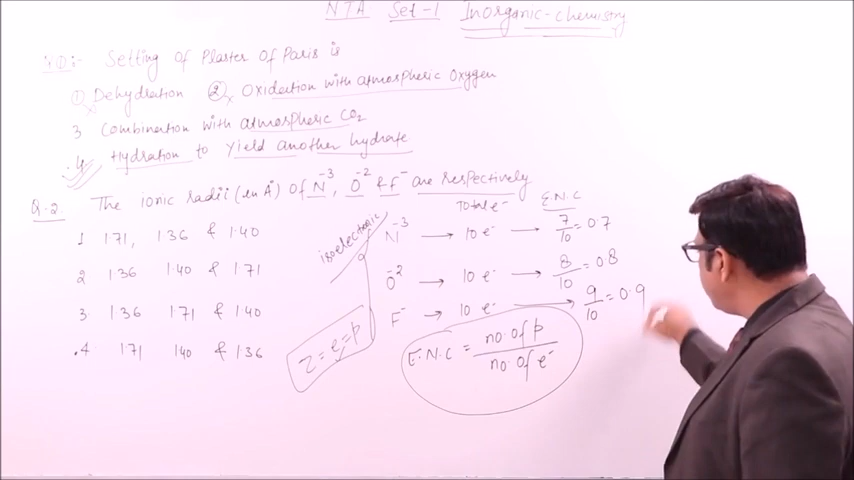 NTA Set-1 Inorganic-chemistry
Q:- Setting of Plaster of Paris is
① Dehydration ② Oxidation with atmospheric Oxygen
3 Combination with atmospheric CO₂
4 Hydration to yield another hydrate
Q-2. The ionic radii (in A°) of N⁻³, O⁻² & F⁻ are respectively
1 1.71, 1.36 & 1.40
2 1.36 1.40 & 1.71
3. 1.36 1.71 & 1.40
.4 1.71 1.40 & 1.36
isoelectronic
Z = e = p
Total e⁻ E.N.C
N⁻³ → 10 e⁻ → 7/10 = 0.7
O⁻² → 10 e⁻ → 8/10 = 0.8
F⁻ → 10 e⁻ → 9/10 = 0.9
E.N.C = no. of p / no. of e⁻